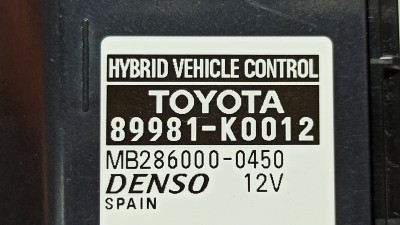 HYBRID VEHICLE CONTROL
TOYOTA
89981-K0012
MB286000-0450
DENSO 12V
SPAIN